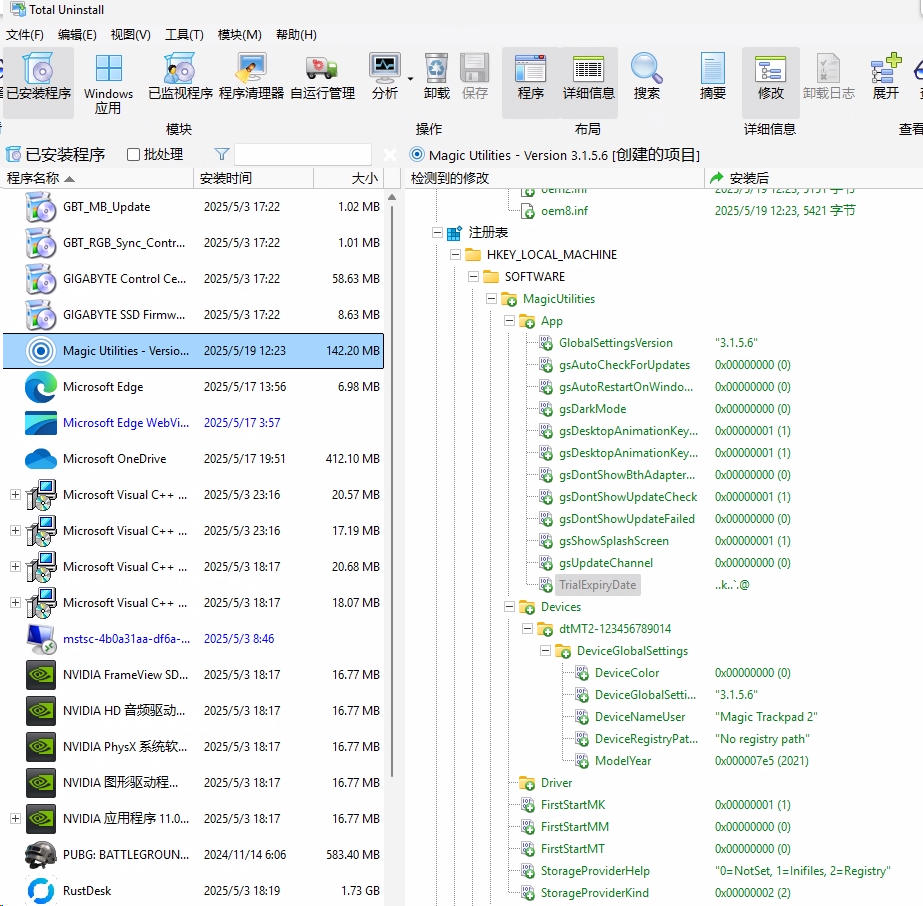 Total Uninstall
文件(F) 编辑(E) 视图(V) 工具(T) 模块(M) 帮助(H)
已安装程序 Windows 应用 已监视程序 程序清理器 自运行管理 分析 卸载 保存 程序 详细信息 搜索 摘要 修改 卸载日志 展开
模块 操作 布局 详细信息 查看
已安装程序 批处理
程序名称 安装时间 大小
GBT_MB_Update 2025/5/3 17:22 1.02 MB
GBT_RGB_Sync_Contr... 2025/5/3 17:22 1.01 MB
GIGABYTE Control Ce... 2025/5/3 17:22 58.63 MB
GIGABYTE SSD Firmw... 2025/5/3 17:22 8.63 MB
Magic Utilities - Versio... 2025/5/19 12:23 142.20 MB
Microsoft Edge 2025/5/17 13:56 6.98 MB
Microsoft Edge WebVi... 2025/5/17 3:57
Microsoft OneDrive 2025/5/17 19:51 412.10 MB
Microsoft Visual C++ ... 2025/5/3 23:16 20.57 MB
Microsoft Visual C++ ... 2025/5/3 23:16 17.19 MB
Microsoft Visual C++ ... 2025/5/3 18:17 20.68 MB
Microsoft Visual C++ ... 2025/5/3 18:17 18.07 MB
mstsc-4b0a31aa-df6a-... 2025/5/3 8:46
NVIDIA FrameView SD... 2025/5/3 18:17 16.77 MB
NVIDIA HD 音频驱动... 2025/5/3 18:17 16.77 MB
NVIDIA PhysX 系统软... 2025/5/3 18:17 16.77 MB
NVIDIA 图形驱动程... 2025/5/3 18:17 16.77 MB
NVIDIA 应用程序 11.0... 2025/5/3 18:17 16.77 MB
PUBG: BATTLEGROUN... 2024/11/14 6:06 583.40 MB
RustDesk 2025/5/3 18:19 1.73 GB
Magic Utilities - Version 3.1.5.6 [创建的项目]
检测到的修改 安装后
oem2.inf 2025/5/19 12:23, 5151 字节
oem8.inf 2025/5/19 12:23, 5421 字节
注册表
HKEY_LOCAL_MACHINE
SOFTWARE
MagicUtilities
App
GlobalSettingsVersion "3.1.5.6"
gsAutoCheckForUpdates 0x00000000 (0)
gsAutoRestartOnWindo... 0x00000000 (0)
gsDarkMode 0x00000000 (0)
gsDesktopAnimationKey... 0x00000001 (1)
gsDesktopAnimationKey... 0x00000001 (1)
gsDontShowBthAdapter... 0x00000000 (0)
gsDontShowUpdateCheck 0x00000001 (1)
gsDontShowUpdateFailed 0x00000000 (0)
gsShowSplashScreen 0x00000001 (1)
gsUpdateChannel 0x00000000 (0)
TrialExpiryDate ..k..`.@
Devices
dtMT2-123456789014
DeviceGlobalSettings
DeviceColor 0x00000000 (0)
DeviceGlobalSetti... "3.1.5.6"
DeviceNameUser "Magic Trackpad 2"
DeviceRegistryPat... "No registry path"
ModelYear 0x000007e5 (2021)
Driver
FirstStartMK 0x00000001 (1)
FirstStartMM 0x00000000 (0)
FirstStartMT 0x00000000 (0)
StorageProviderHelp "0=NotSet, 1=Inifiles, 2=Registry"
StorageProviderKind 0x00000002 (2)